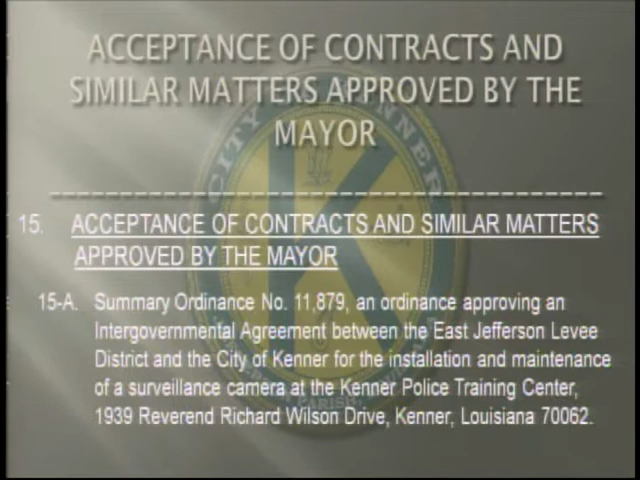 ACCEPTANCE OF CONTRACTS AND
SIMILAR MATTERS APPROVED BY THE
MAYOR
15. ACCEPTANCE OF CONTRACTS AND SIMILAR MATTERS
APPROVED BY THE MAYOR
15-A. Summary Ordinance No. 11,879, an ordinance approving an
Intergovernmental Agreement between the East Jefferson Levee
District and the City of Kenner for the installation and maintenance
of a surveillance camera at the Kenner Police Training Center,
1939 Reverend Richard Wilson Drive, Kenner, Louisiana 70062.
CITY KENNER
PARISH